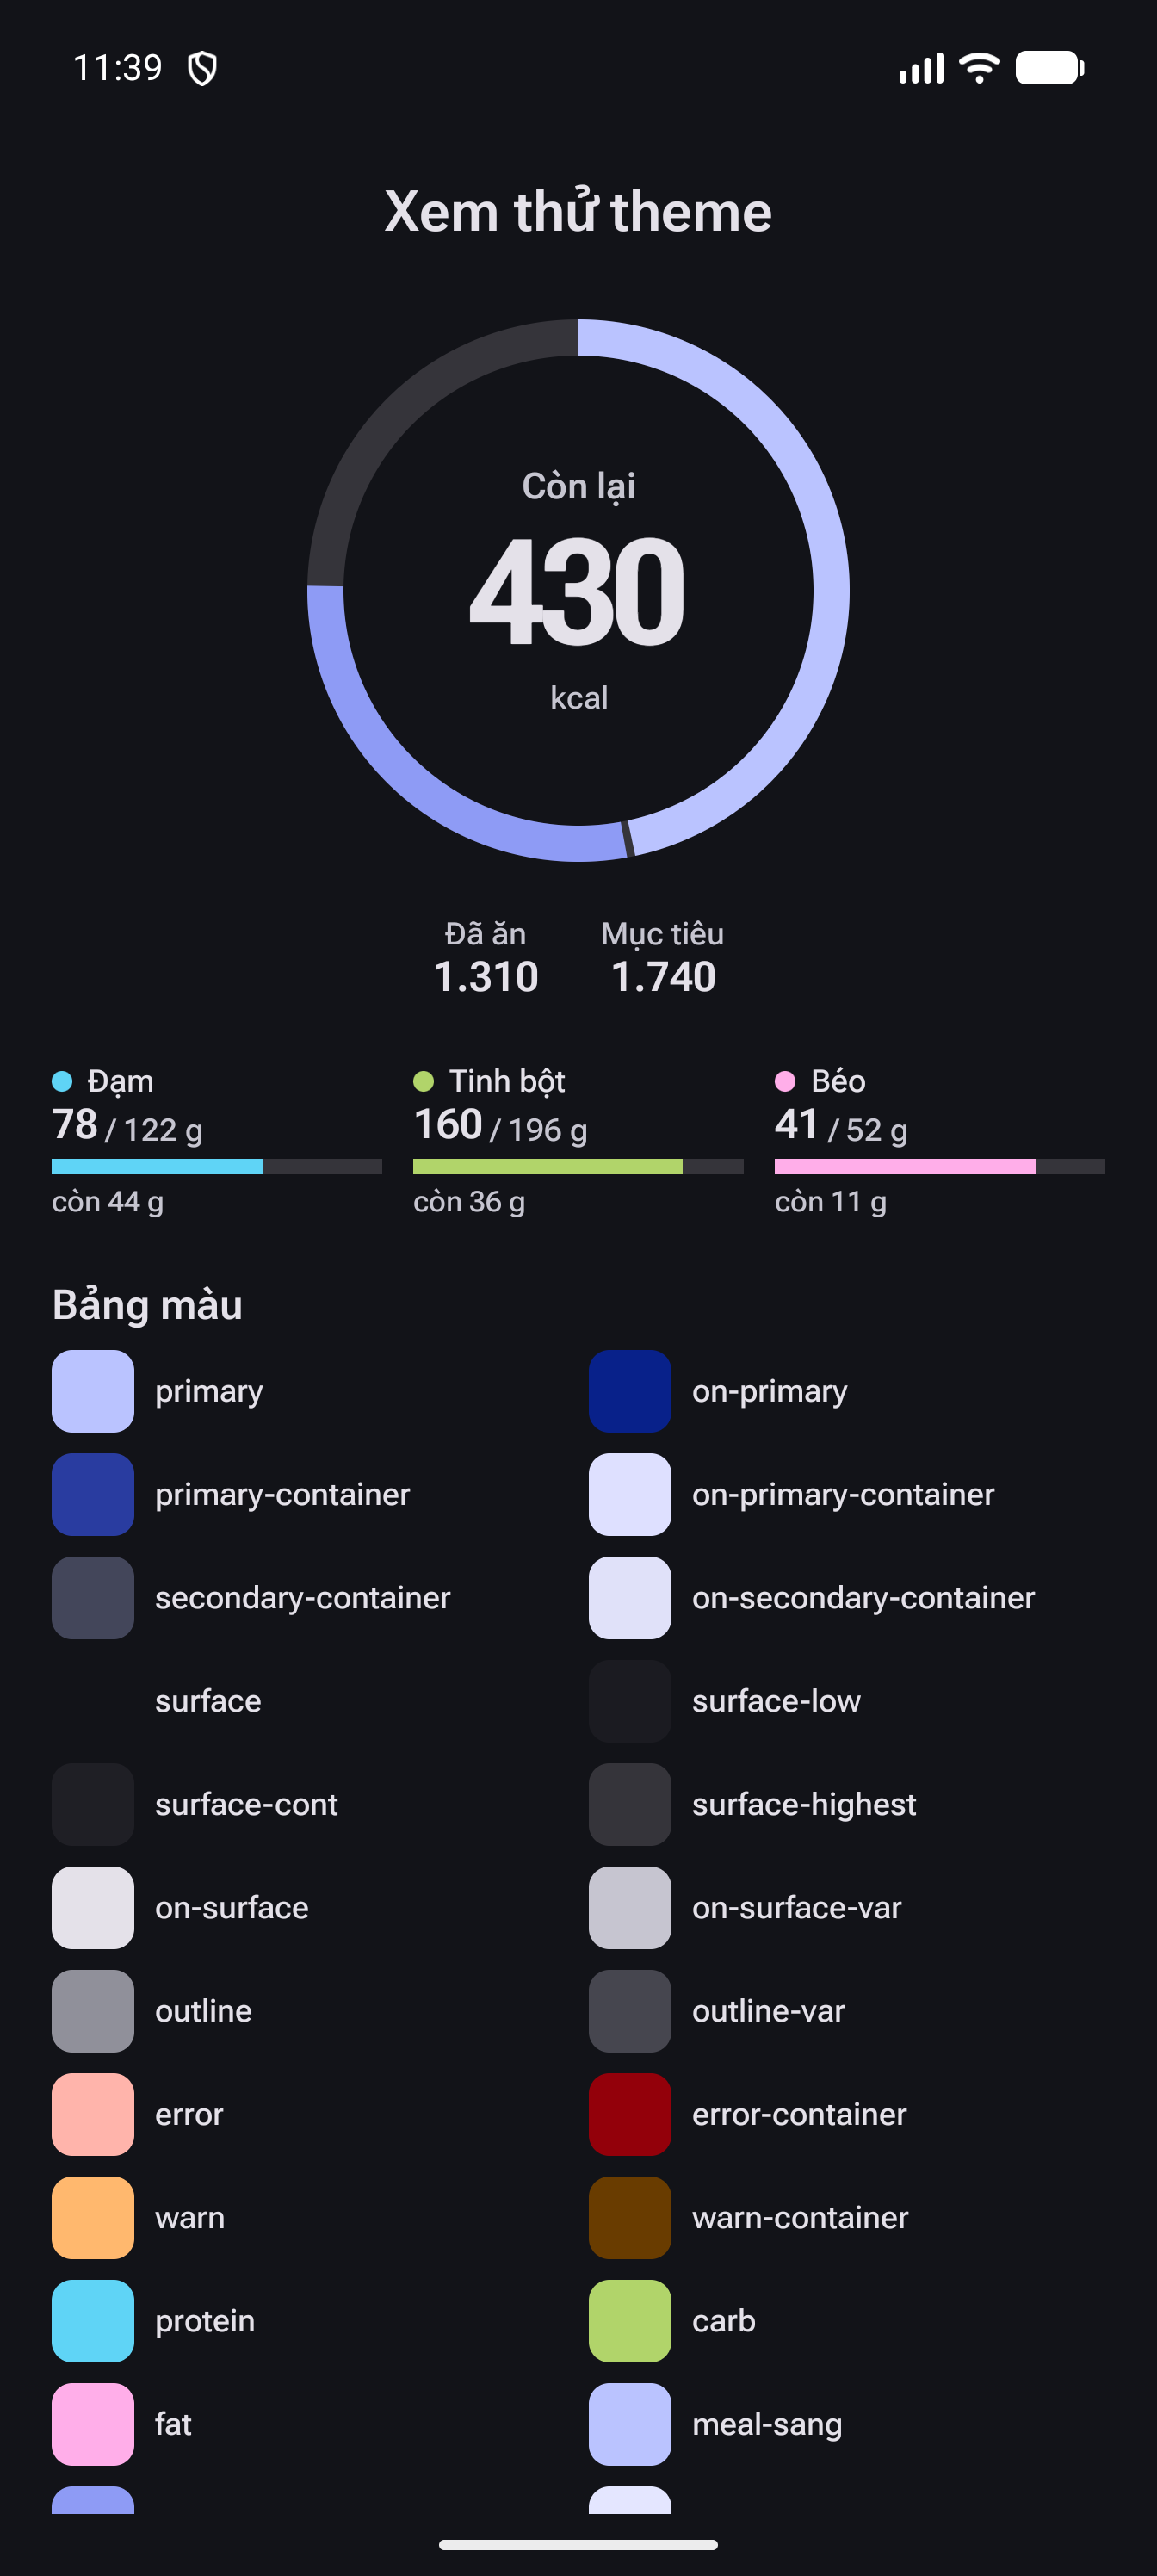 11:39
Xem thử theme
Còn lại
430
kcal
Đã ăn Mục tiêu
1.310 1.740
Đạm Tinh bột Béo
78 / 122 g 160 / 196 g 41 / 52 g
còn 44 g còn 36 g còn 11 g
Bảng màu
primary on-primary
primary-container on-primary-container
secondary-container on-secondary-container
surface surface-low
surface-cont surface-highest
on-surface on-surface-var
outline outline-var
error error-container
warn warn-container
protein carb
fat meal-sang